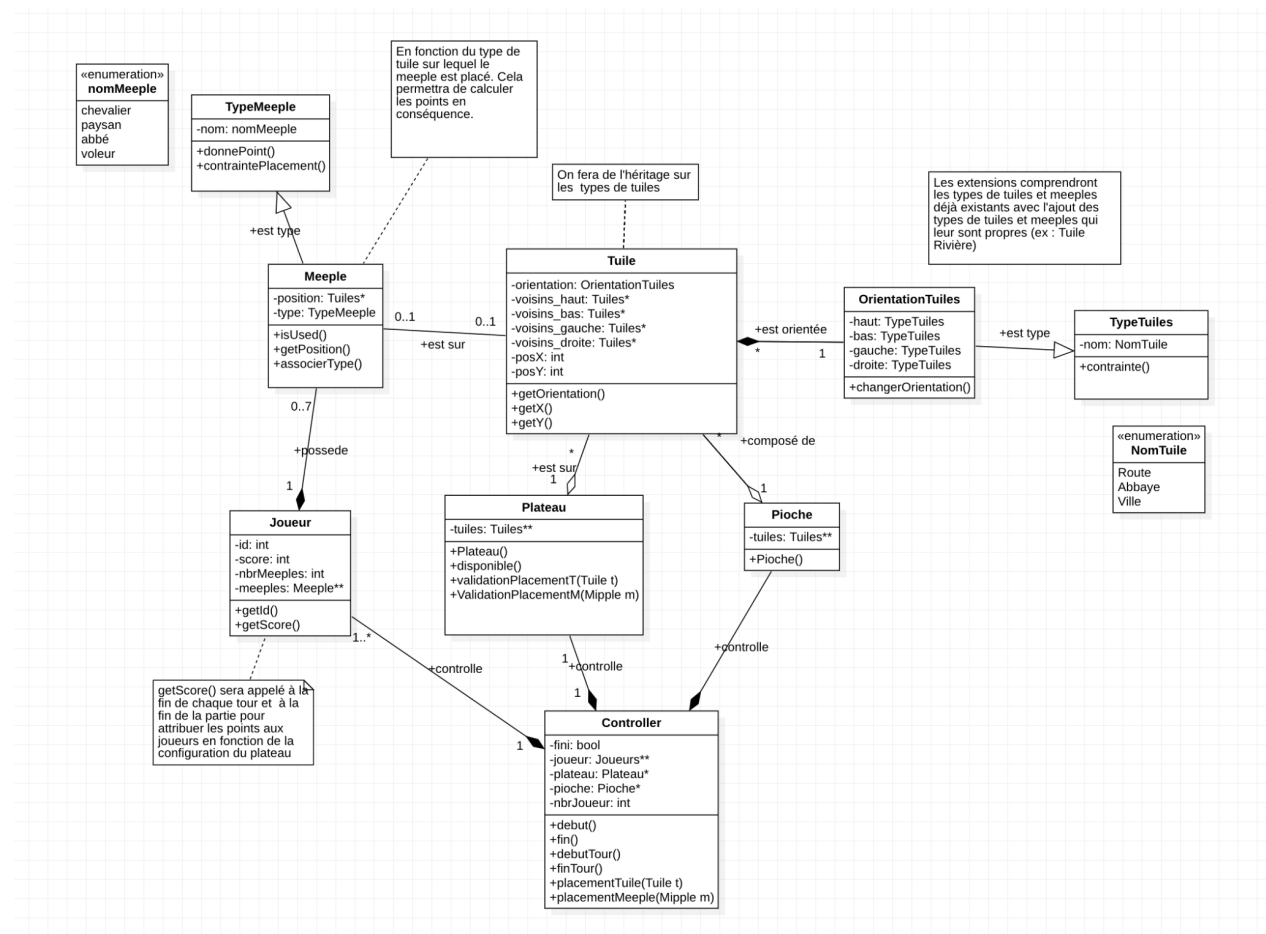 «enumeration»
nomMeeple
chevalier
paysan
abbé
voleur
TypeMeeple
-nom: nomMeeple
+donnePoint()
+contraintePlacement()
En fonction du type de
tuile sur lequel le
meeple est placé. Cela
permettra de calculer
les points en
conséquence.
On fera de l'héritage sur
les  types de tuiles
Les extensions comprendront
les types de tuiles et meeples
déjà existants avec l'ajout des
types de tuiles et meeples qui
leur sont propres (ex : Tuile
Rivière)
+est type
Meeple
-position: Tuiles*
-type: TypeMeeple
+isUsed()
+getPosition()
+associerType()
0..1
0..1
+est sur
Tuile
-orientation: OrientationTuiles
-voisins_haut: Tuiles*
-voisins_bas: Tuiles*
-voisins_gauche: Tuiles*
-voisins_droite: Tuiles*
-posX: int
-posY: int
+getOrientation()
+getX()
+getY()
+est orientée
*
1
OrientationTuiles
-haut: TypeTuiles
-bas: TypeTuiles
-gauche: TypeTuiles
-droite: TypeTuiles
+changerOrientation()
+est type
TypeTuiles
-nom: NomTuile
+contrainte()
«enumeration»
NomTuile
Route
Abbaye
Ville
0..7
+possede
1
*
+est sur
1
*
+composé de
1
Joueur
-id: int
-score: int
-nbrMeeples: int
-meeples: Meeple**
+getId()
+getScore()
Plateau
-tuiles: Tuiles**
+Plateau()
+disponible()
+validationPlacementT(Tuile t)
+ValidationPlacementM(Mipple m)
Pioche
-tuiles: Tuiles**
+Pioche()
1..*
+controlle
1
1
+controlle
1
+controlle
getScore() sera appelé à la
fin de chaque tour et  à la
fin de la partie pour
attribuer les points aux
joueurs en fonction de la
configuration du plateau
Controller
-fini: bool
-joueur: Joueurs**
-plateau: Plateau*
-pioche: Pioche*
-nbrJoueur: int
+debut()
+fin()
+debutTour()
+finTour()
+placementTuile(Tuile t)
+placementMeeple(Mipple m)